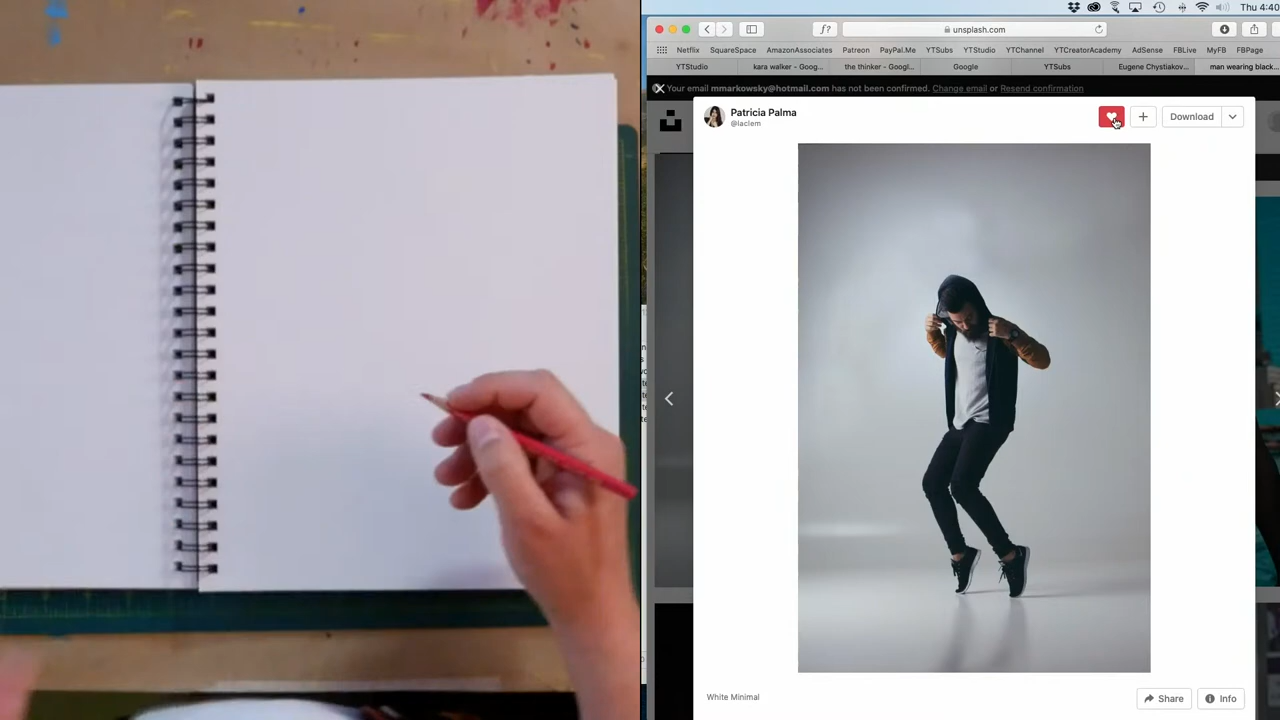 Thu 4:40
unsplash.com
Netflix SquareSpace AmazonAssociates Patreon PayPal.Me YTSubs YTStudio YTChannel YTCreatorAcademy AdSense FBLive MyFB FBPage
YTStudio kara walker - Goog... the thinker - Googl... Google YTSubs Eugene Chystiakov... man wearing black...
Your email mmarkowsky@hotmail.com has not been confirmed. Change email or Resend confirmation
Patricia Palma
@laclem
Download
White Minimal
Share
Info